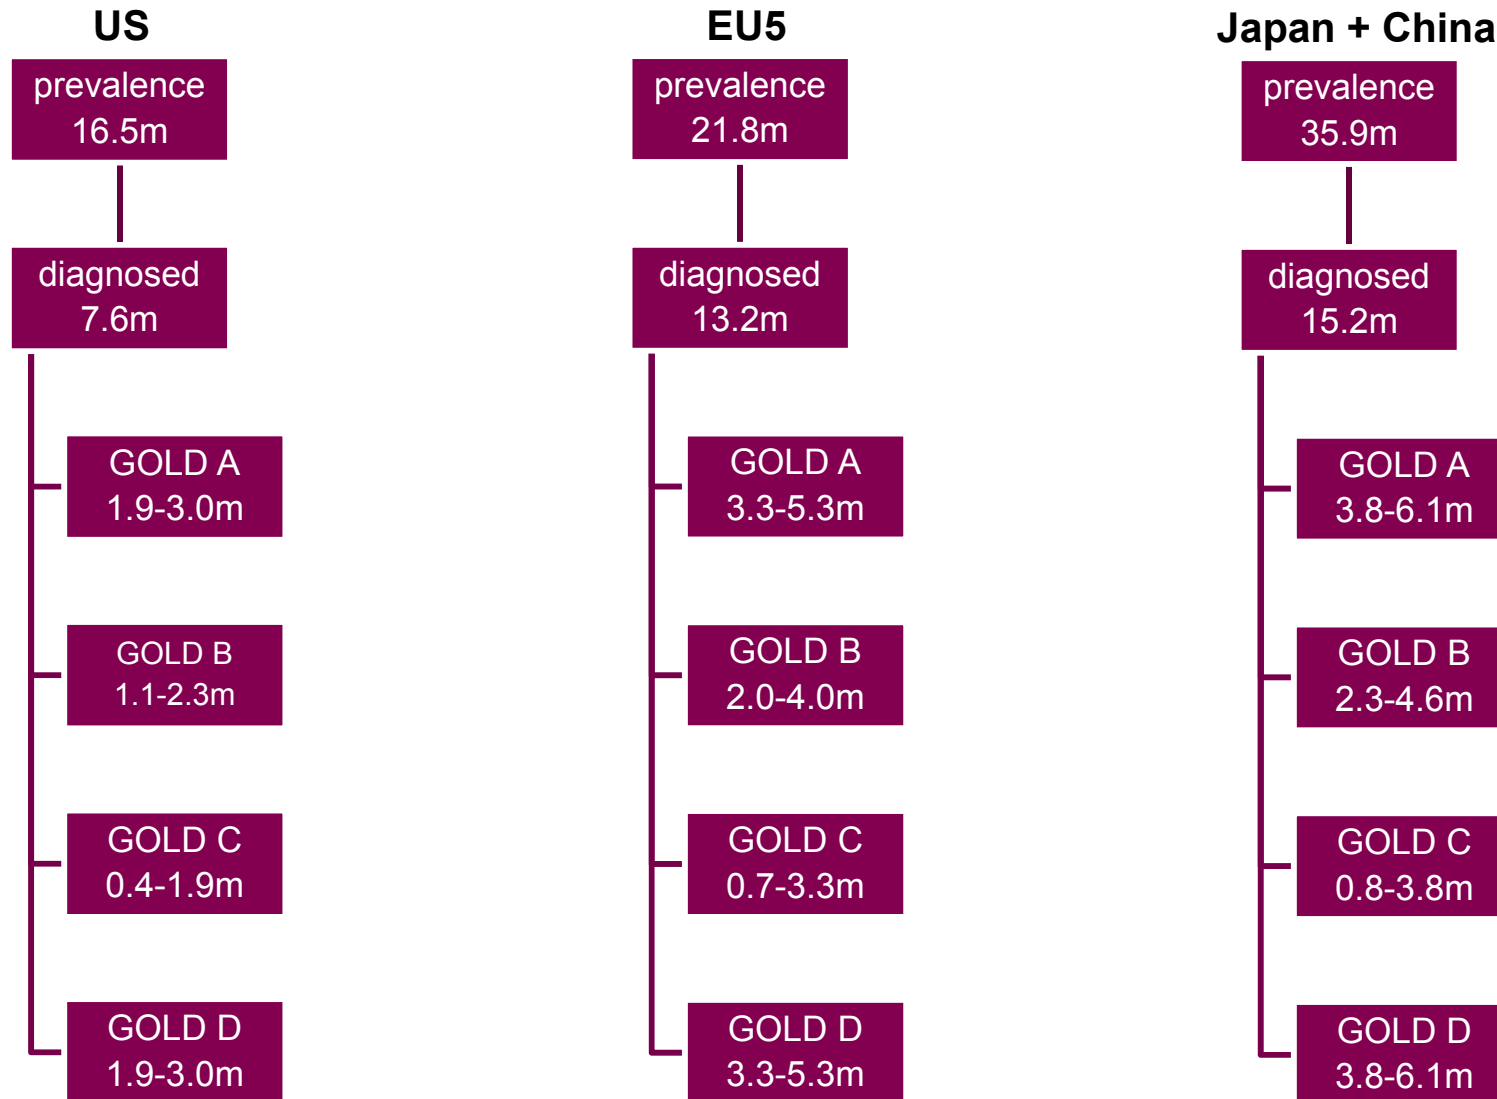 US
prevalence
16.5m
diagnosed
7.6m
GOLD A
1.9-3.0m
GOLD B
1.1-2.3m
GOLD C
0.4-1.9m
GOLD D
1.9-3.0m
EU5
prevalence
21.8m
diagnosed
13.2m
GOLD A
3.3-5.3m
GOLD B
2.0-4.0m
GOLD C
0.7-3.3m
GOLD D
3.3-5.3m
Japan + China
prevalence
35.9m
diagnosed
15.2m
GOLD A
3.8-6.1m
GOLD B
2.3-4.6m
GOLD C
0.8-3.8m
GOLD D
3.8-6.1m